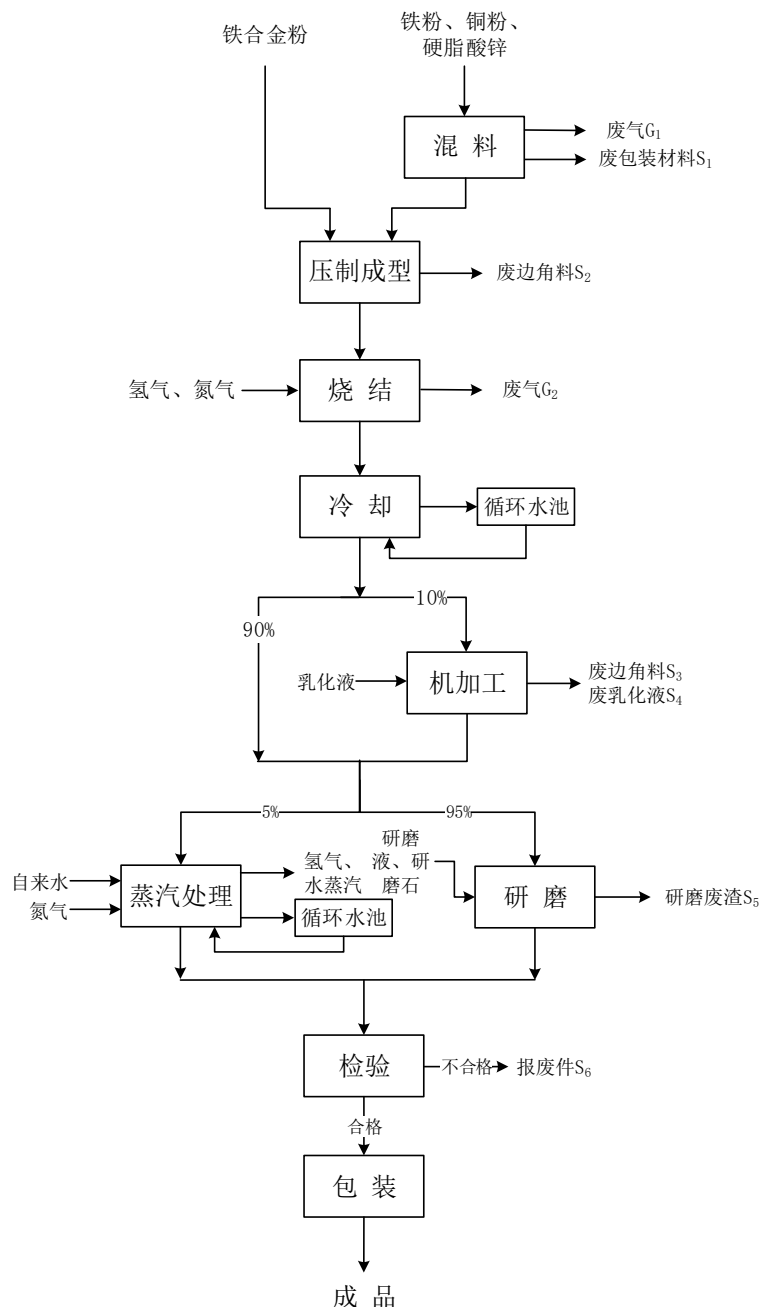 铁合金粉
铁粉、铜粉、
硬脂酸锌
混 料
废气G₁
废包装材料S₁
压制成型
废边角料S₂
氢气、氮气
烧 结
废气G₂
冷 却
循环水池
10%
90%
乳化液
机加工
废边角料S₃
废乳化液S₄
5%
95%
自来水
氮气
蒸汽处理
氢气、
水蒸汽
循环水池
研磨
液、研
磨石
研 磨
研磨废渣S₅
检验
不合格
报废件S₆
合格
包 装
成 品